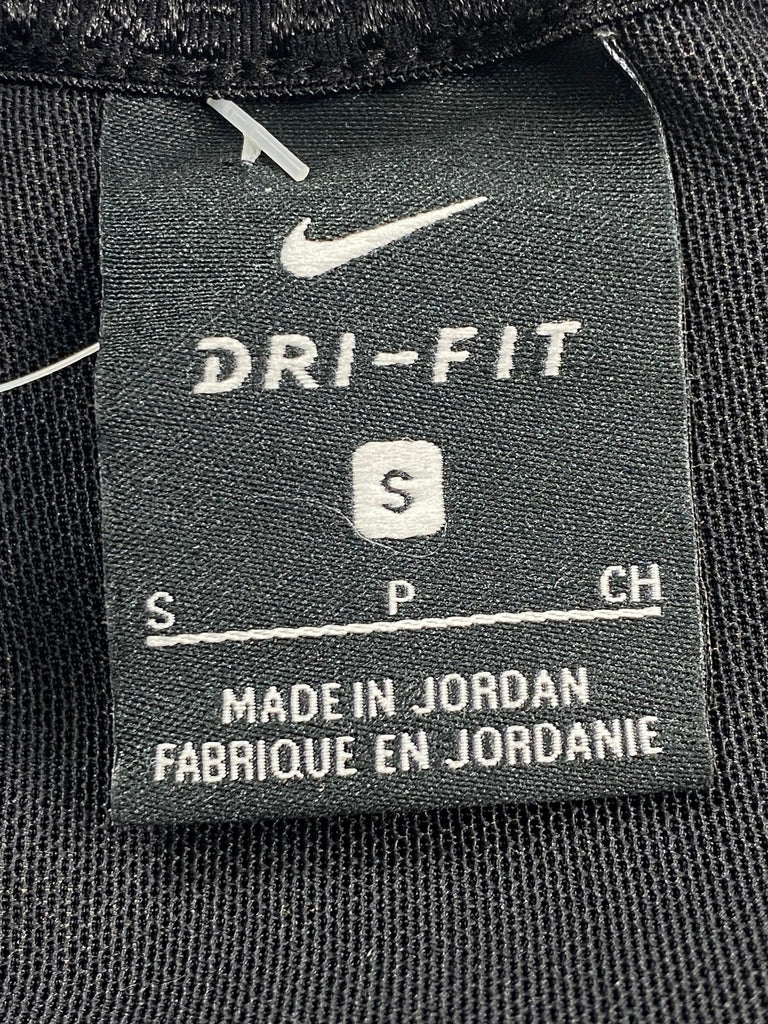 DRI-FIT
S
S P CH
MADE IN JORDAN
FABRIQUE EN JORDANIE